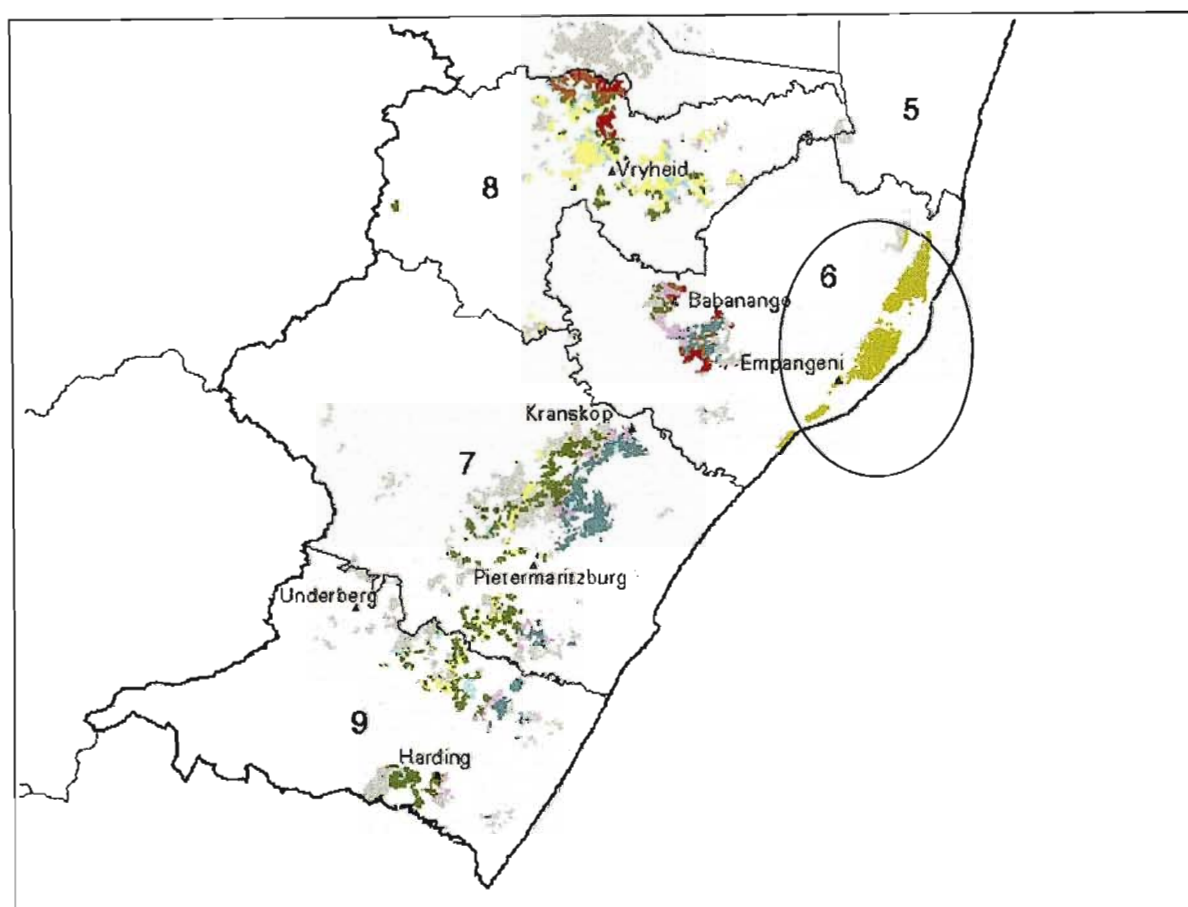 5
8
Vryheid
6
Babanango
Empangeni
Kranskop
7
Pietermaritzburg
Underberg
9
Harding